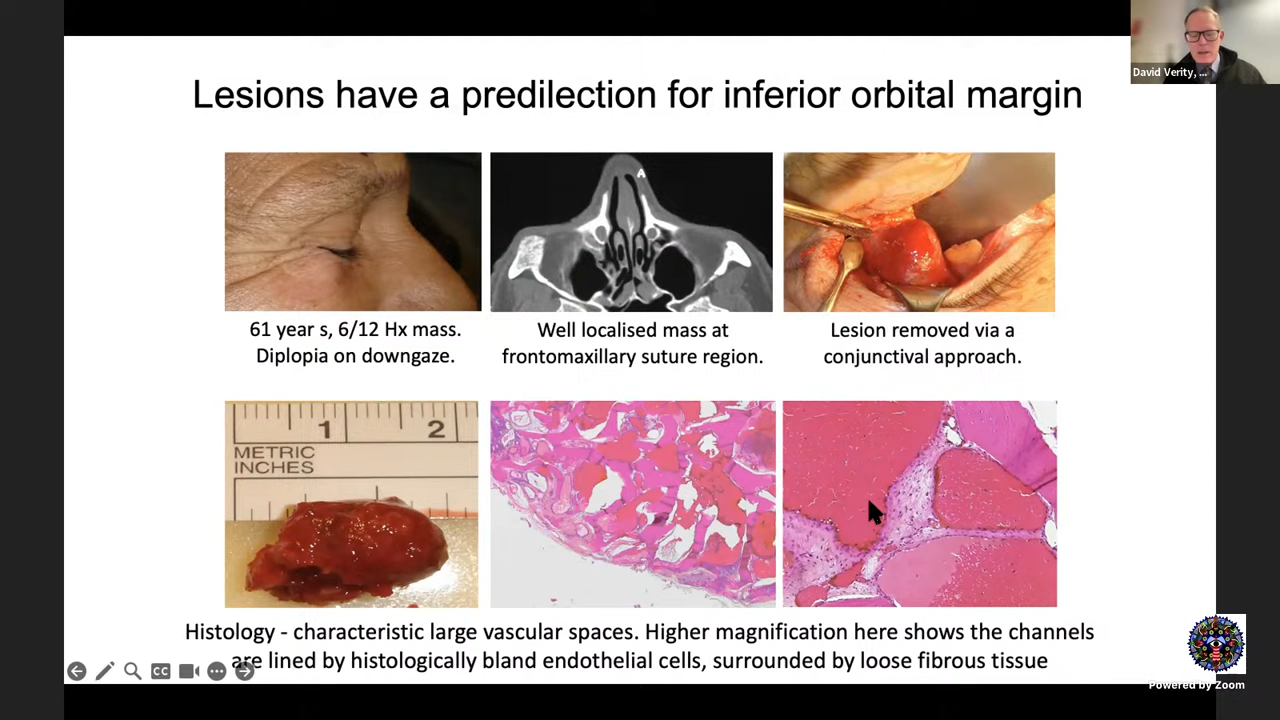 David Verity, ...
Lesions have a predilection for inferior orbital margin
A
61 year s, 6/12 Hx mass.
Diplopia on downgaze.
Well localised mass at
frontomaxillary suture region.
Lesion removed via a
conjunctival approach.
1 2
METRIC
INCHES
Histology - characteristic large vascular spaces. Higher magnification here shows the channels
are lined by histologically bland endothelial cells, surrounded by loose fibrous tissue
CC
Powered by Zoom